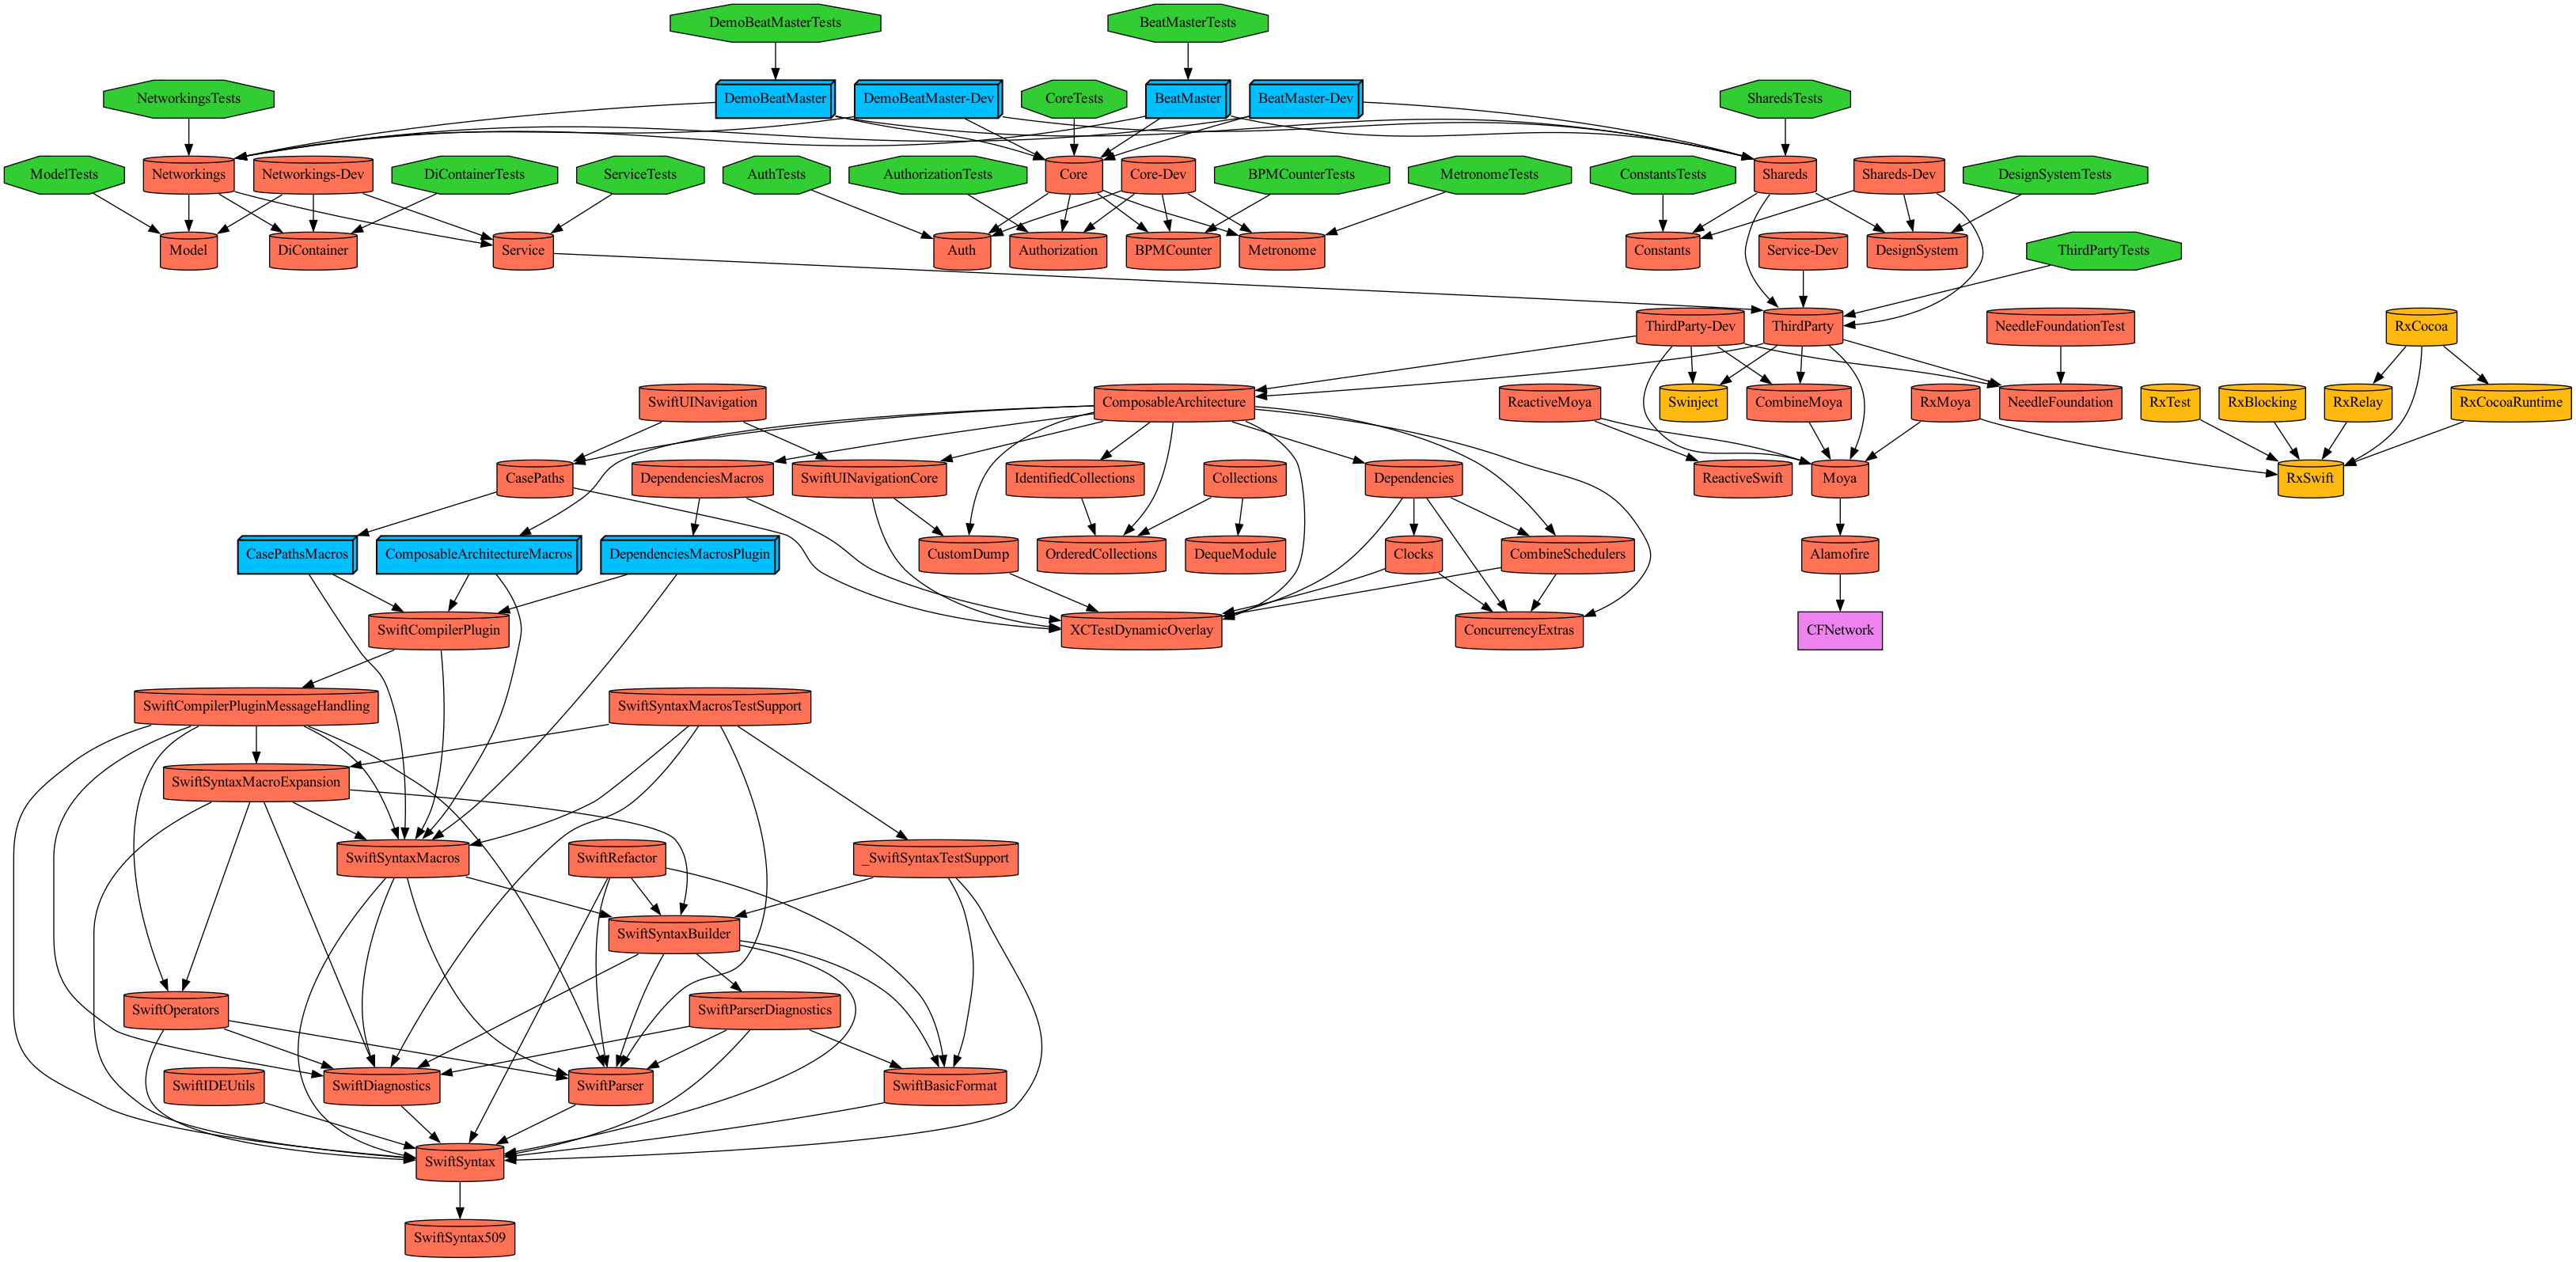 DemoBeatMasterTests
BeatMasterTests
NetworkingsTests
DemoBeatMaster
DemoBeatMaster-Dev
CoreTests
BeatMaster
BeatMaster-Dev
SharedsTests
ModelTests
Networkings
Networkings-Dev
DiContainerTests
ServiceTests
AuthTests
AuthorizationTests
Core
Core-Dev
BPMCounterTests
MetronomeTests
ConstantsTests
Shareds
Shareds-Dev
DesignSystemTests
Model
DiContainer
Service
Auth
Authorization
BPMCounter
Metronome
Constants
Service-Dev
DesignSystem
ThirdPartyTests
ThirdParty-Dev
ThirdParty
NeedleFoundationTest
RxCocoa
SwiftUINavigation
ComposableArchitecture
ReactiveMoya
Swinject
CombineMoya
RxMoya
NeedleFoundation
RxTest
RxBlocking
RxRelay
RxCocoaRuntime
CasePaths
DependenciesMacros
SwiftUINavigationCore
IdentifiedCollections
Collections
Dependencies
ReactiveSwift
Moya
RxSwift
CasePathsMacros
ComposableArchitectureMacros
DependenciesMacrosPlugin
CustomDump
OrderedCollections
DequeModule
Clocks
CombineSchedulers
Alamofire
SwiftCompilerPlugin
XCTestDynamicOverlay
ConcurrencyExtras
CFNetwork
SwiftCompilerPluginMessageHandling
SwiftSyntaxMacrosTestSupport
SwiftSyntaxMacroExpansion
SwiftSyntaxMacros
SwiftRefactor
_SwiftSyntaxTestSupport
SwiftSyntaxBuilder
SwiftOperators
SwiftParserDiagnostics
SwiftIDEUtils
SwiftDiagnostics
SwiftParser
SwiftBasicFormat
SwiftSyntax
SwiftSyntax509